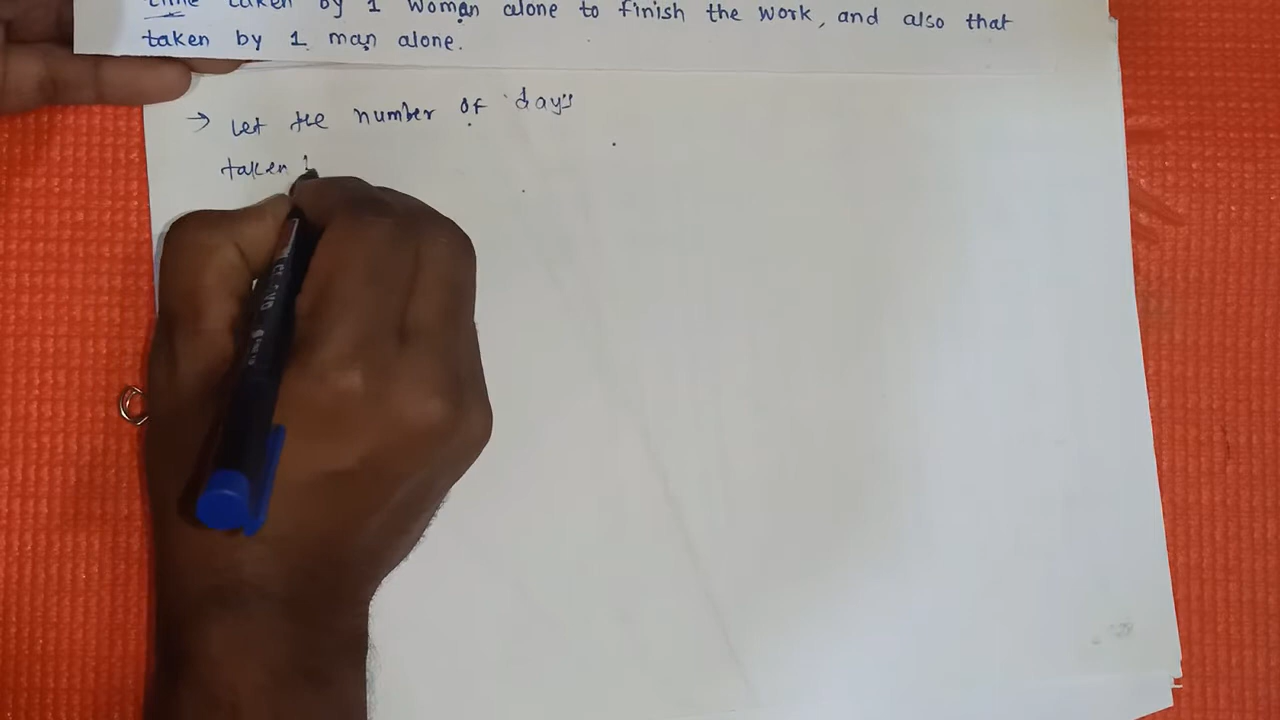 time taken by 1 woman alone to finish the work, and also that
taken by 1 man alone.
→ Let the number of days
taken